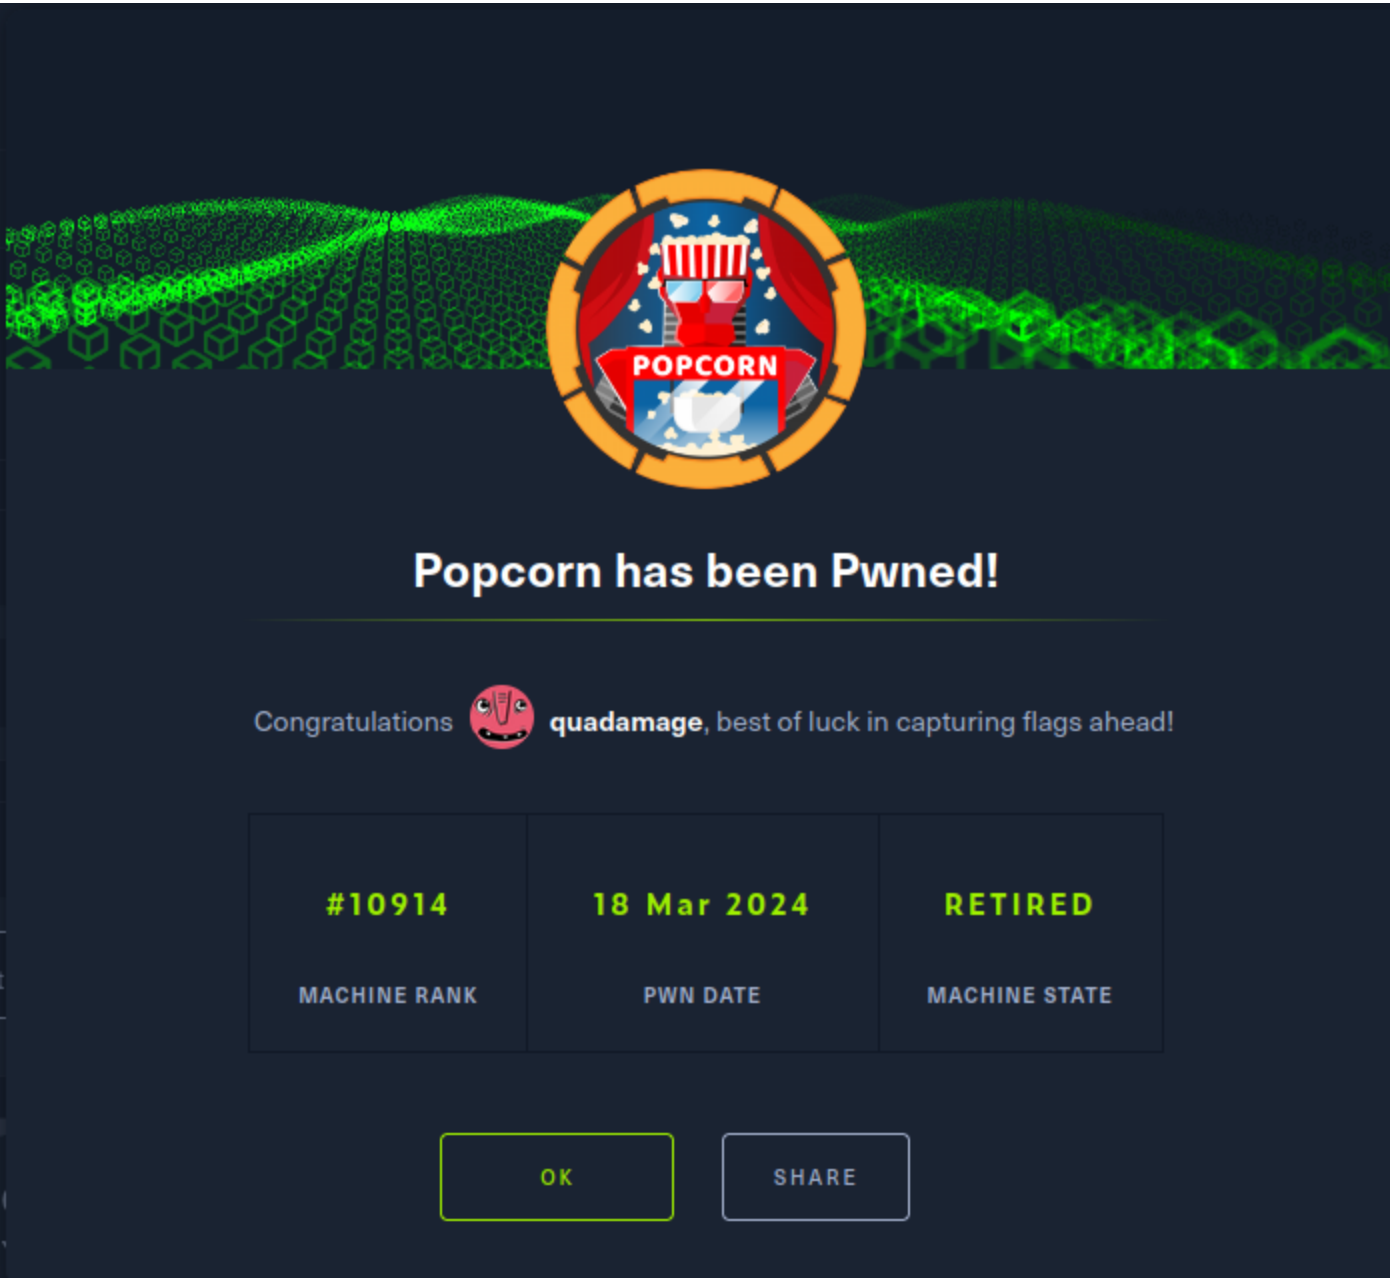 POPCORN
Popcorn has been Pwned!
Congratulations quadamage, best of luck in capturing flags ahead!
#10914 18 Mar 2024 RETIRED
MACHINE RANK PWN DATE MACHINE STATE
OK SHARE